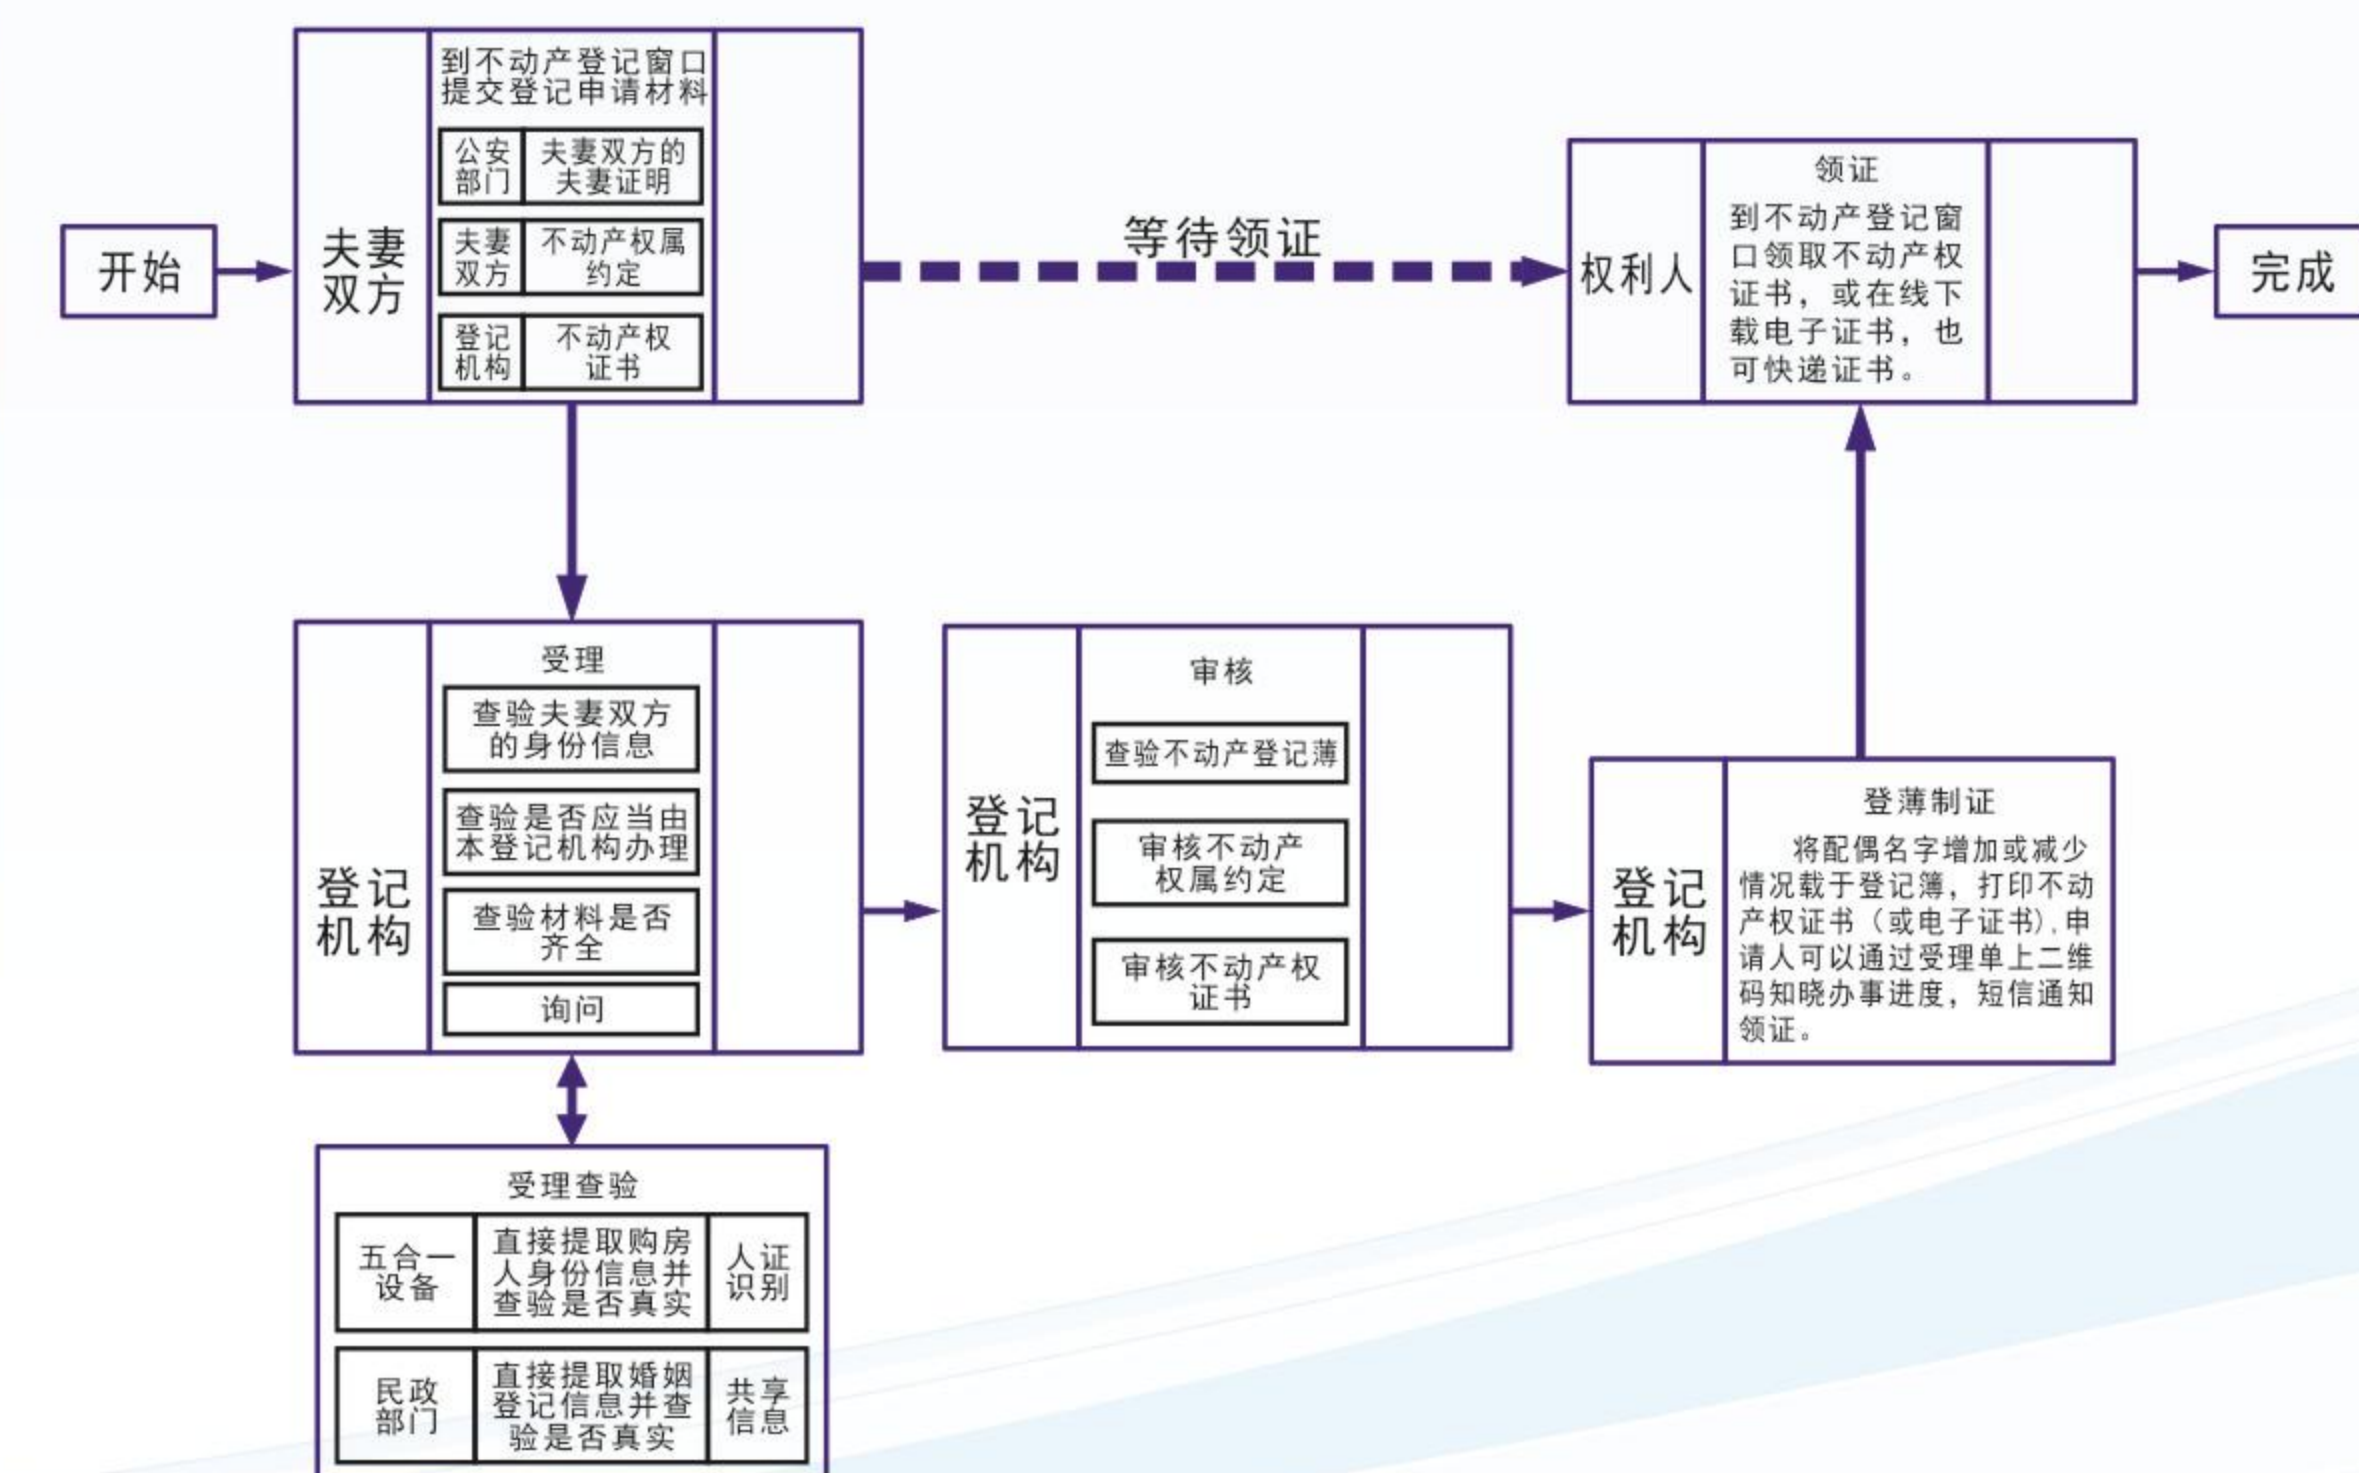 开始
夫妻
双方
到不动产登记窗口
提交登记申请材料
公安
部门
夫妻双方的
夫妻证明
夫妻
双方
不动产权属
约定
登记
机构
不动产权
证书
等待领证
权利人
领证
到不动产登记窗
口领取不动产权
证书，或在线下
载电子证书，也
可快递证书。
完成
登记
机构
受理
查验夫妻双方
的身份信息
查验是否应当由
本登记机构办理
查验材料是否
齐全
询问
登记
机构
审核
查验不动产登记薄
审核不动产
权属约定
审核不动产权
证书
登记
机构
登薄制证
将配偶名字增加或减少
情况载于登记簿，打印不动
产权证书（或电子证书）,申
请人可以通过受理单上二维
码知晓办事进度，短信通知
领证。
受理查验
五合一
设备
直接提取购房
人身份信息并
查验是否真实
人证
识别
民政
部门
直接提取婚姻
登记信息并查
验是否真实
共享
信息